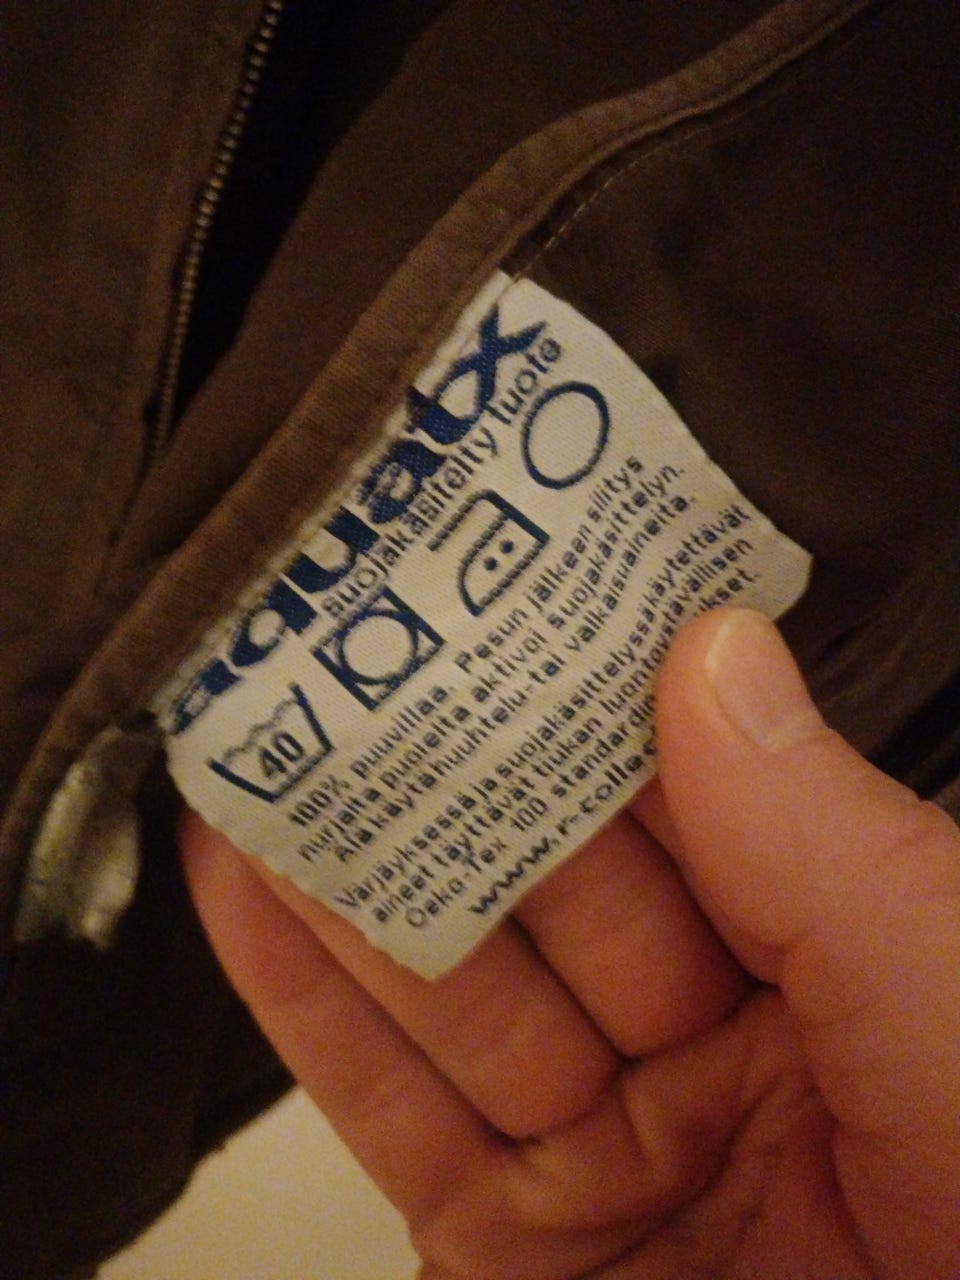 aquatx
suojakäsitelty tuote
40
100% puuvillaa. Pesun jälkeen silitys
nurjalta puolelta aktivoi suojakäsittelyn.
Älä käytä huuhtelu- tai valkaisuaineita.
Värjäyksessä ja suojakäsittelyssä käytettävät
aineet täyttävät tiukan luontoystävällisen
Oeko-Tex 100 standardin
www.r-colle